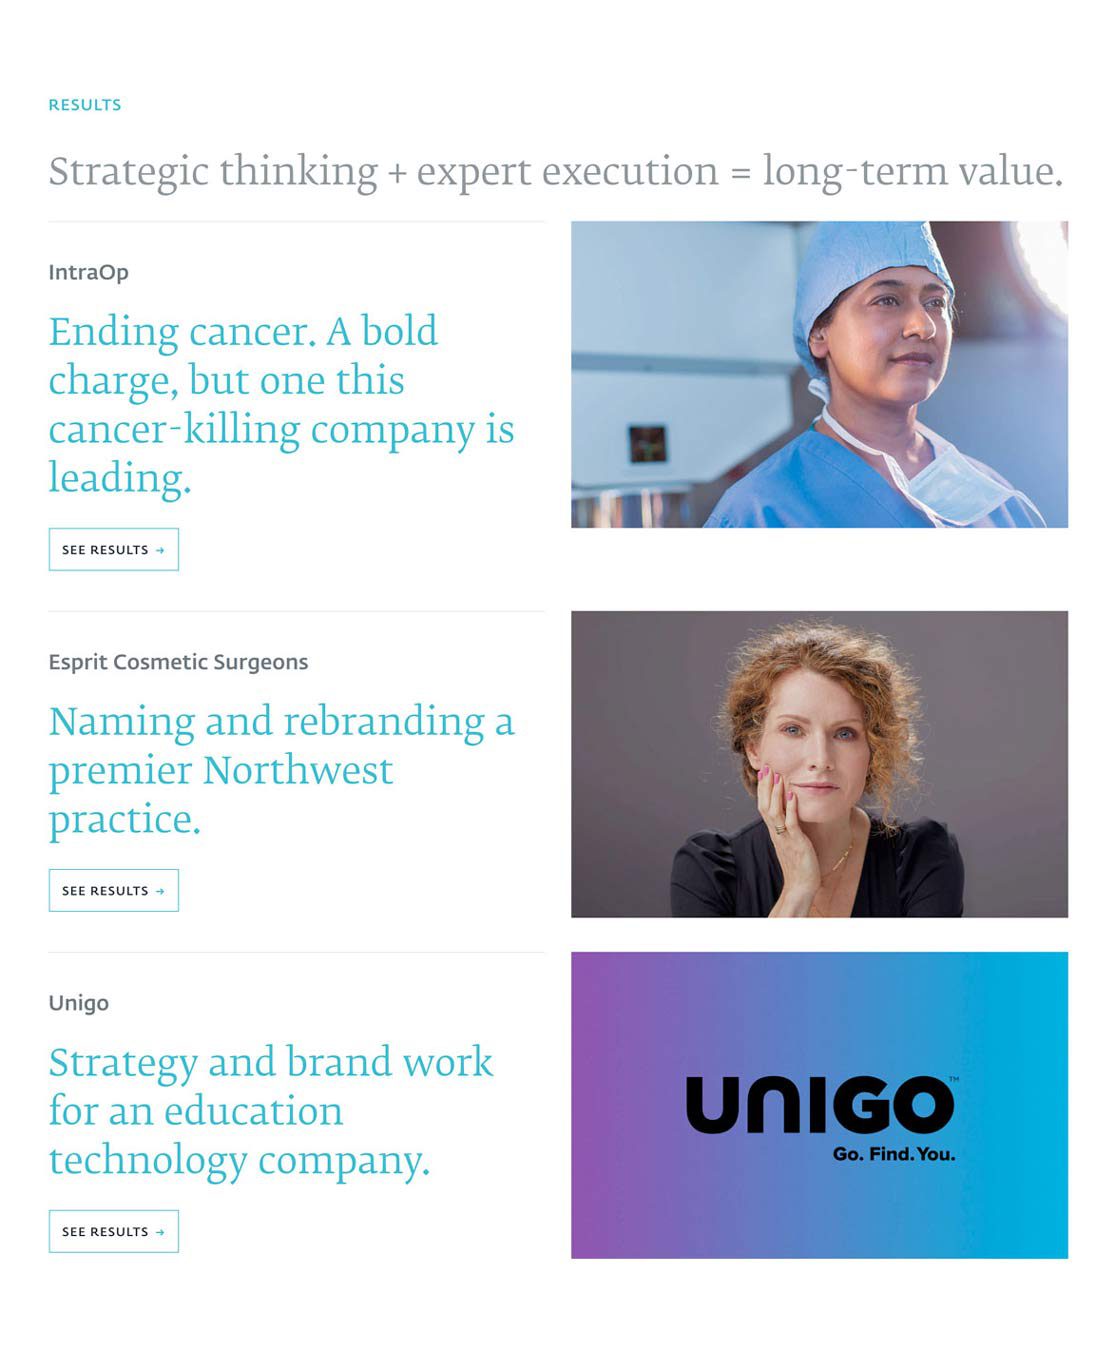 RESULTS
Strategic thinking + expert execution = long-term value.
IntraOp
Ending cancer. A bold
charge, but one this
cancer-killing company is
leading.
SEE RESULTS →
Esprit Cosmetic Surgeons
Naming and rebranding a
premier Northwest
practice.
SEE RESULTS →
Unigo
Strategy and brand work
for an education
technology company.
SEE RESULTS →
UNIGO™
Go. Find. You.